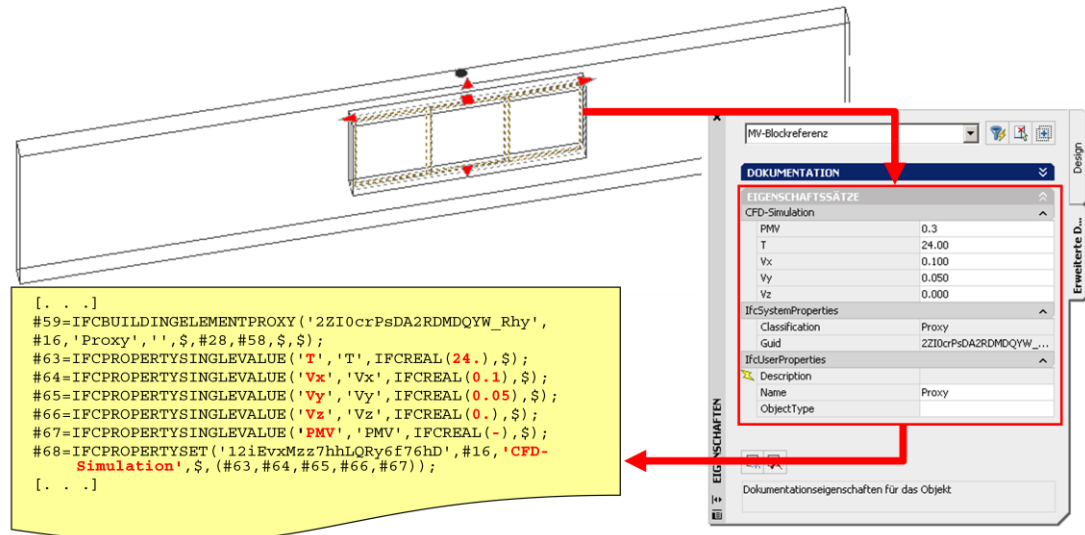 MV-Blockreferenz
Design
DOKUMENTATION
EIGENSCHAFTSSÄTZE
CFD-Simulation
PMV 0.3
T 24.00
Vx 0.100
Vy 0.050
Vz 0.000
IfcSystemProperties
Classification Proxy
Guid 2ZI0crPsDA2RDMDQYW_...
IfcUserProperties
Description
Name Proxy
ObjectType
Erweiterte D...
EIGENSCHAFTEN
Dokumentationseigenschaften für das Objekt
[. . .]
#59=IFCBUILDINGELEMENTPROXY('2ZI0crPsDA2RDMDQYW_Rhy',
#16,'Proxy','',$,#28,#58,$,$);
#63=IFCPROPERTYSINGLEVALUE('T','T',IFCREAL(24.),$);
#64=IFCPROPERTYSINGLEVALUE('Vx','Vx',IFCREAL(0.1),$);
#65=IFCPROPERTYSINGLEVALUE('Vy','Vy',IFCREAL(0.05),$);
#66=IFCPROPERTYSINGLEVALUE('Vz','Vz',IFCREAL(0.),$);
#67=IFCPROPERTYSINGLEVALUE('PMV','PMV',IFCREAL(-),$);
#68=IFCPROPERTYSET('12iEvxMzz7hhLQRy6f76hD',#16,'CFD-
Simulation',$,(#63,#64,#65,#66,#67));
[. . .]